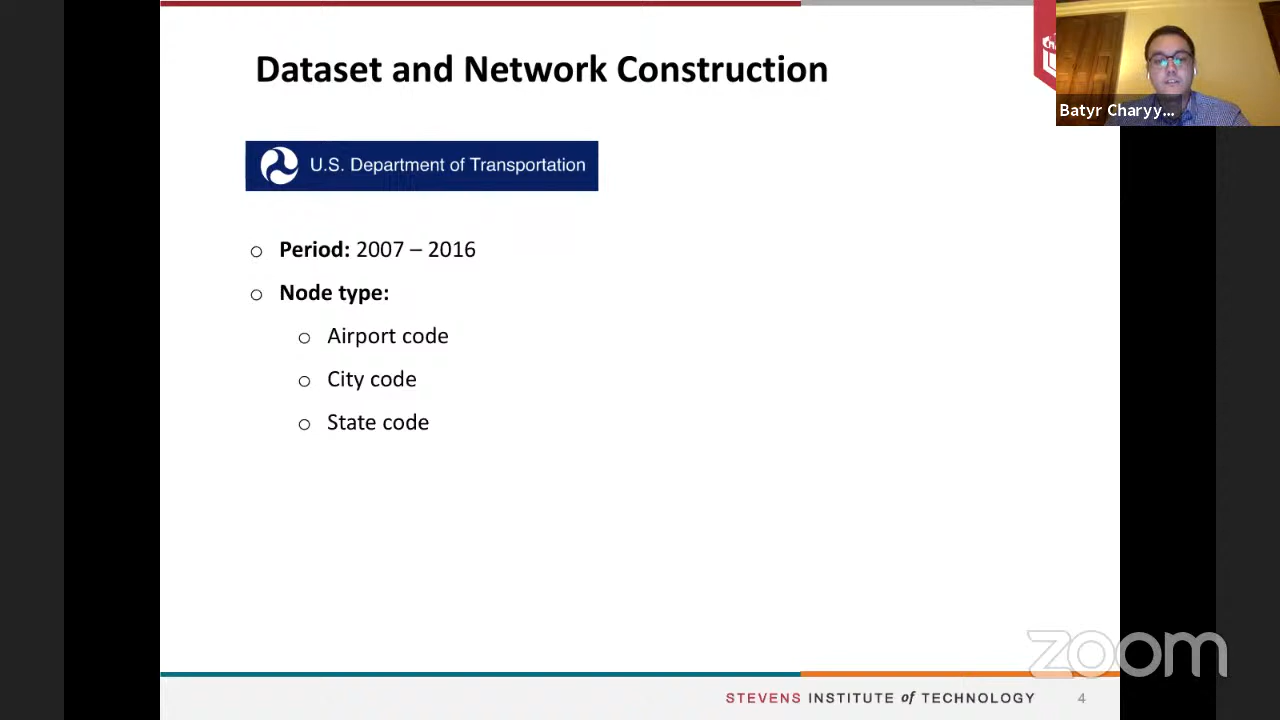 Dataset and Network Construction
Batyr Charyy...
U.S. Department of Transportation
Period: 2007 – 2016
Node type:
Airport code
City code
State code
zoom
STEVENS INSTITUTE of TECHNOLOGY
4